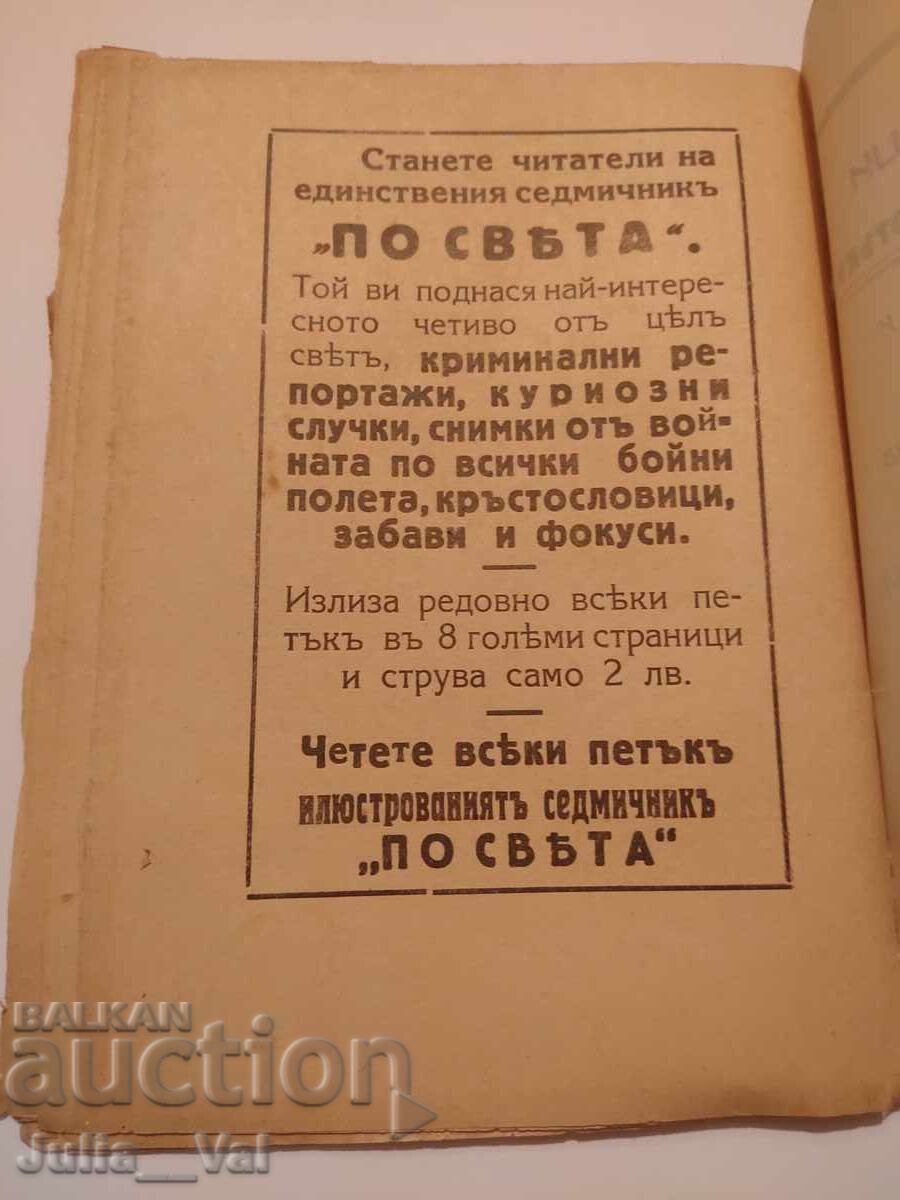 Станете читатели на
единствения седмичникъ
„ПО СВѢТА“.
Той ви поднася най-интере-
сното четиво отъ цѣлъ
свѣтъ, криминални ре-
портажи, куриозни
случки, снимки отъ вой-
ната по всички бойни
полета, кръстословици,
забави и фокуси.
Излиза редовно всѣки пе-
тъкъ въ 8 голѣми страници
и струва само 2 лв.
Четете всѣки петъкъ
илюстрованиятъ седмичникъ
„ПО СВѢТА“
BALKAN
auction
Julia__Val